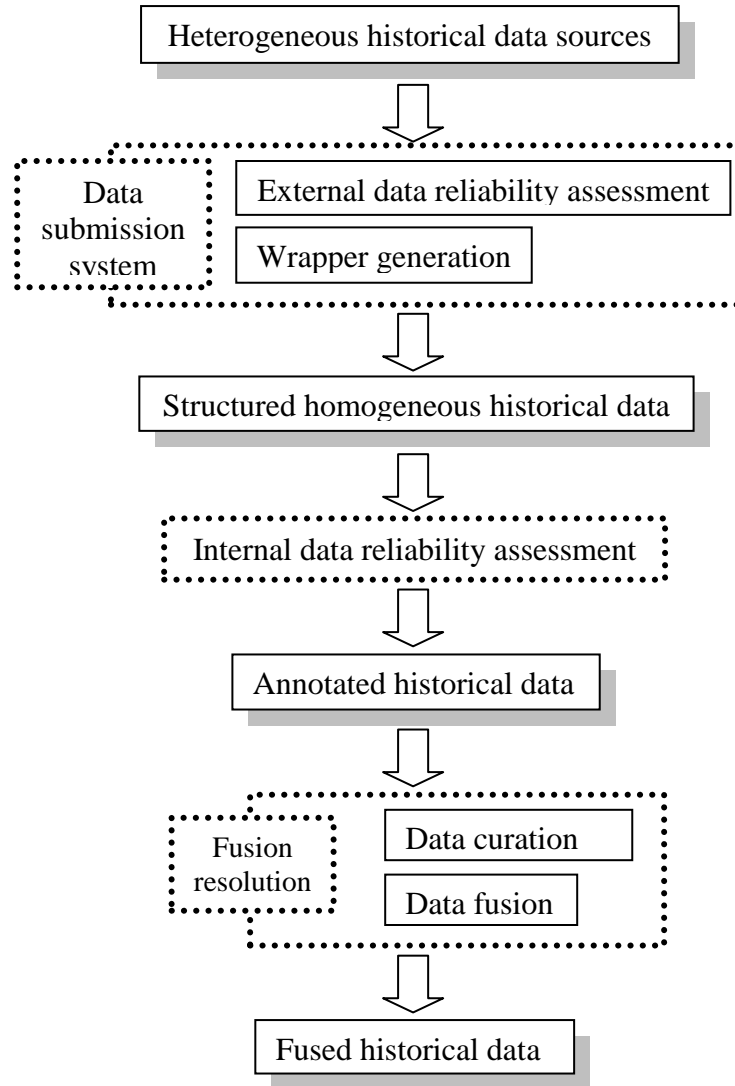 Heterogeneous historical data sources
Data
submission
system
External data reliability assessment
Wrapper generation
Structured homogeneous historical data
Internal data reliability assessment
Annotated historical data
Fusion
resolution
Data curation
Data fusion
Fused historical data